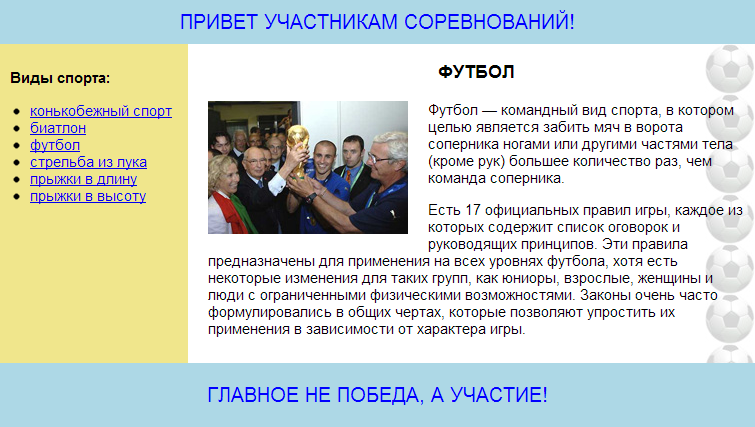 ПРИВЕТ УЧАСТНИКАМ СОРЕВНОВАНИЙ!
Виды спорта:
конькобежный спорт
биатлон
футбол
стрельба из лука
прыжки в длину
прыжки в высоту
ФУТБОЛ
Футбол — командный вид спорта, в котором
целью является забить мяч в ворота
соперника ногами или другими частями тела
(кроме рук) большее количество раз, чем
команда соперника.
Есть 17 официальных правил игры, каждое из
которых содержит список оговорок и
руководящих принципов. Эти правила
предназначены для применения на всех уровнях футбола, хотя есть
некоторые изменения для таких групп, как юниоры, взрослые, женщины и
люди с ограниченными физическими возможностями. Законы очень часто
формулировались в общих чертах, которые позволяют упростить их
применения в зависимости от характера игры.
ГЛАВНОЕ НЕ ПОБЕДА, А УЧАСТИЕ!